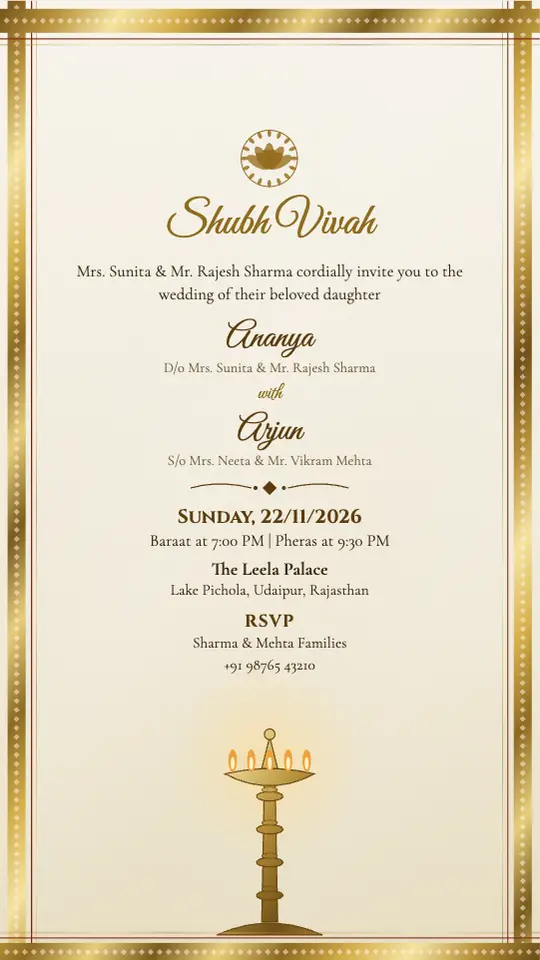 Shubh Vivah
Mrs. Sunita & Mr. Rajesh Sharma cordially invite you to the
wedding of their beloved daughter
Ananya
D/o Mrs. Sunita & Mr. Rajesh Sharma
with
Arjun
S/o Mrs. Neeta & Mr. Vikram Mehta
Sunday, 22/11/2026
Baraat at 7:00 PM | Pheras at 9:30 PM
The Leela Palace
Lake Pichola, Udaipur, Rajasthan
RSVP
Sharma & Mehta Families
+91 98765 43210